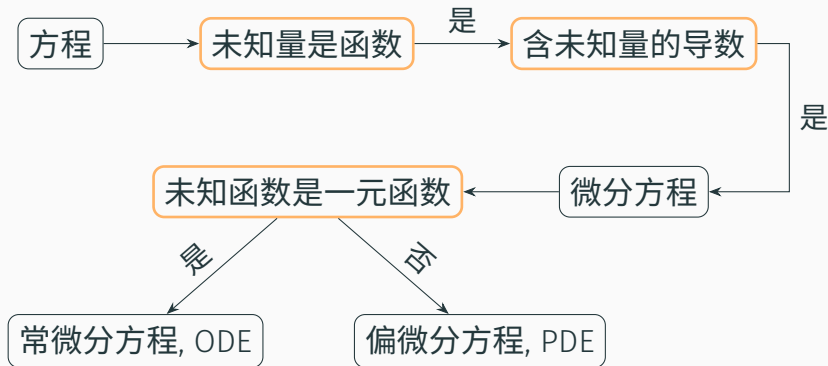 方程
未知量是函数
是
含未知量的导数
是
未知函数是一元函数
微分方程
是
否
常微分方程, ODE
偏微分方程, PDE